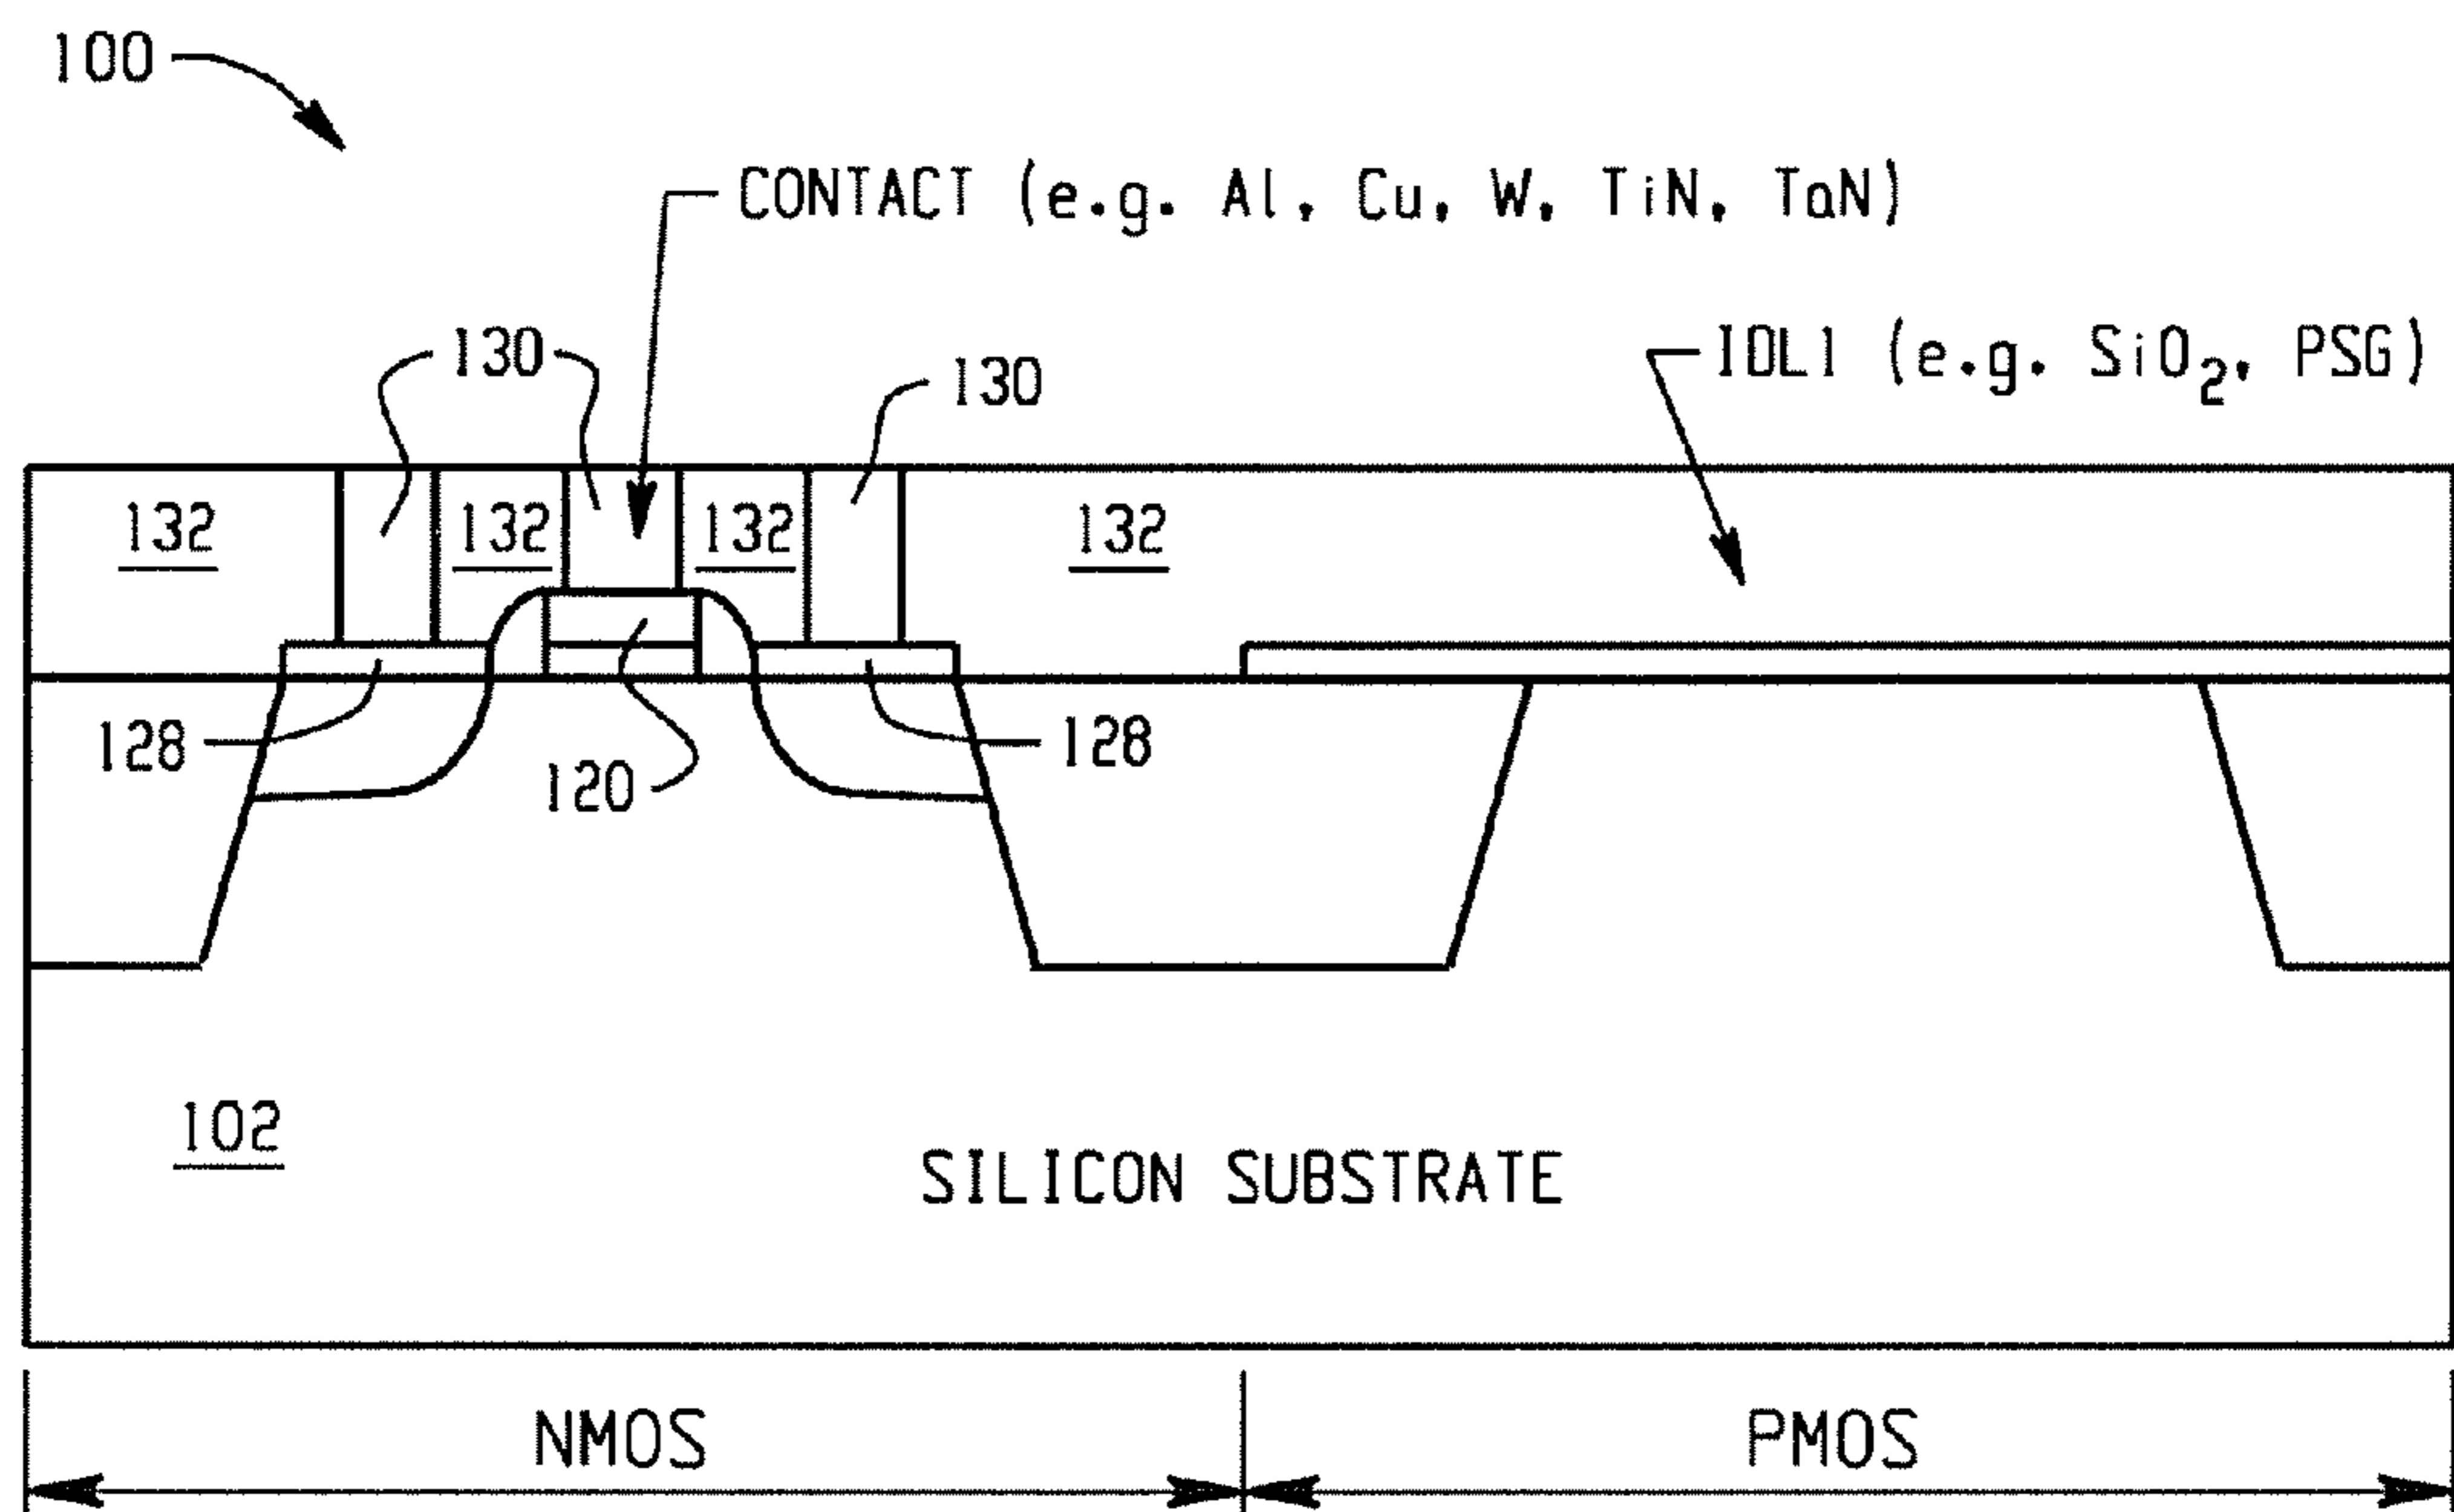 100
CONTACT (e.g. Al, Cu, W, TiN, TaN)
130
130
IDL1 (e.g. SiO₂, PSG)
132
132
132
132
128
120
128
102
SILICON SUBSTRATE
NMOS
PMOS